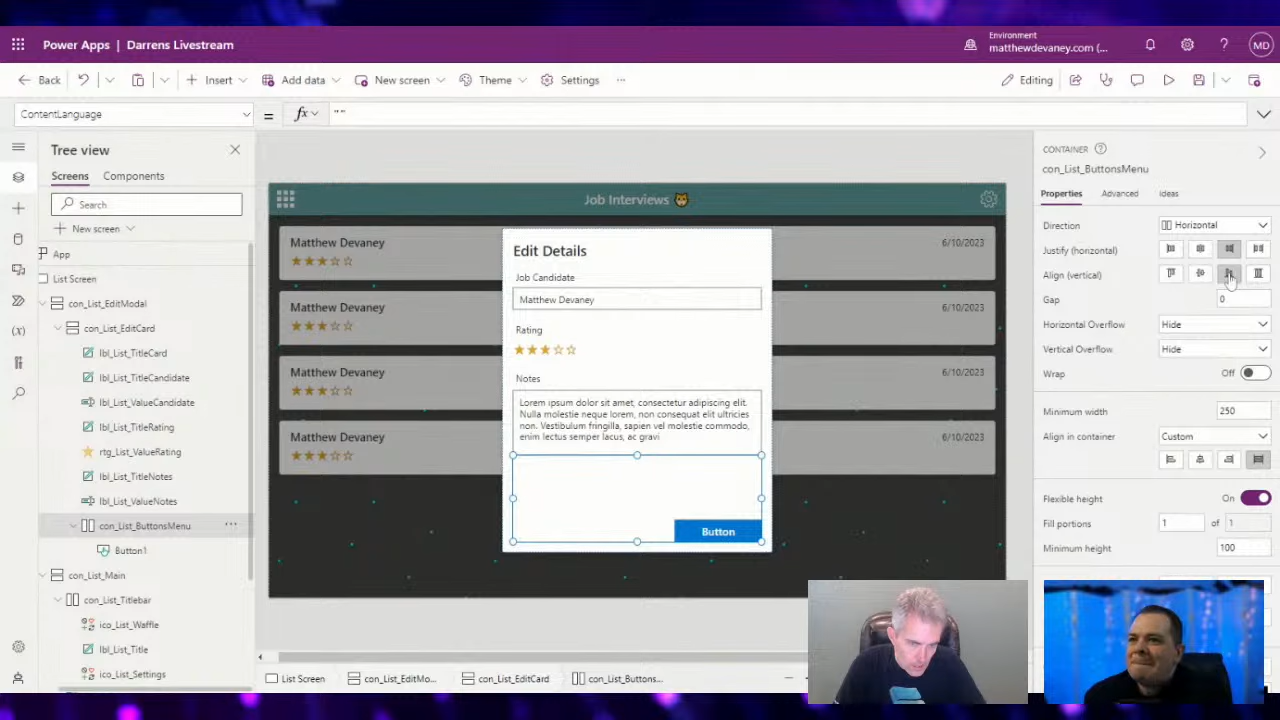 Power Apps | Darrens Livestream
Environment
matthewdevaney.com (...
MD
Back
Insert
Add data
New screen
Theme
Settings
...
Editing
ContentLanguage
=
fx
""
Tree view
Screens
Components
Search
New screen
App
List Screen
con_List_EditModal
con_List_EditCard
lbl_List_TitleCard
lbl_List_TitleCandidate
lbl_List_ValueCandidate
lbl_List_TitleRating
rtg_List_ValueRating
lbl_List_TitleNotes
lbl_List_ValueNotes
con_List_ButtonsMenu
...
Button1
con_List_Main
con_List_Titlebar
ico_List_Waffle
lbl_List_Title
ico_List_Settings
Job Interviews
Matthew Devaney
6/10/2023
Matthew Devaney
6/10/2023
Matthew Devaney
6/10/2023
Matthew Devaney
6/10/2023
Edit Details
Job Candidate
Matthew Devaney
Rating
Notes
Lorem ipsum dolor sit amet, consectetur adipiscing elit.
Nulla molestie neque lorem, non consequat elit ultricies
non. Vestibulum fringilla, sapien vel molestie commodo,
enim lectus semper lacus, ac gravi
Button
List Screen
con_List_EditMo...
con_List_EditCard
con_List_Buttons...
CONTAINER
con_List_ButtonsMenu
Properties
Advanced
Ideas
Direction
Horizontal
Justify (horizontal)
Align (vertical)
Gap
0
Horizontal Overflow
Hide
Vertical Overflow
Hide
Wrap
Off
Minimum width
250
Align in container
Custom
Flexible height
On
Fill portions
1 of 1
Minimum height
100